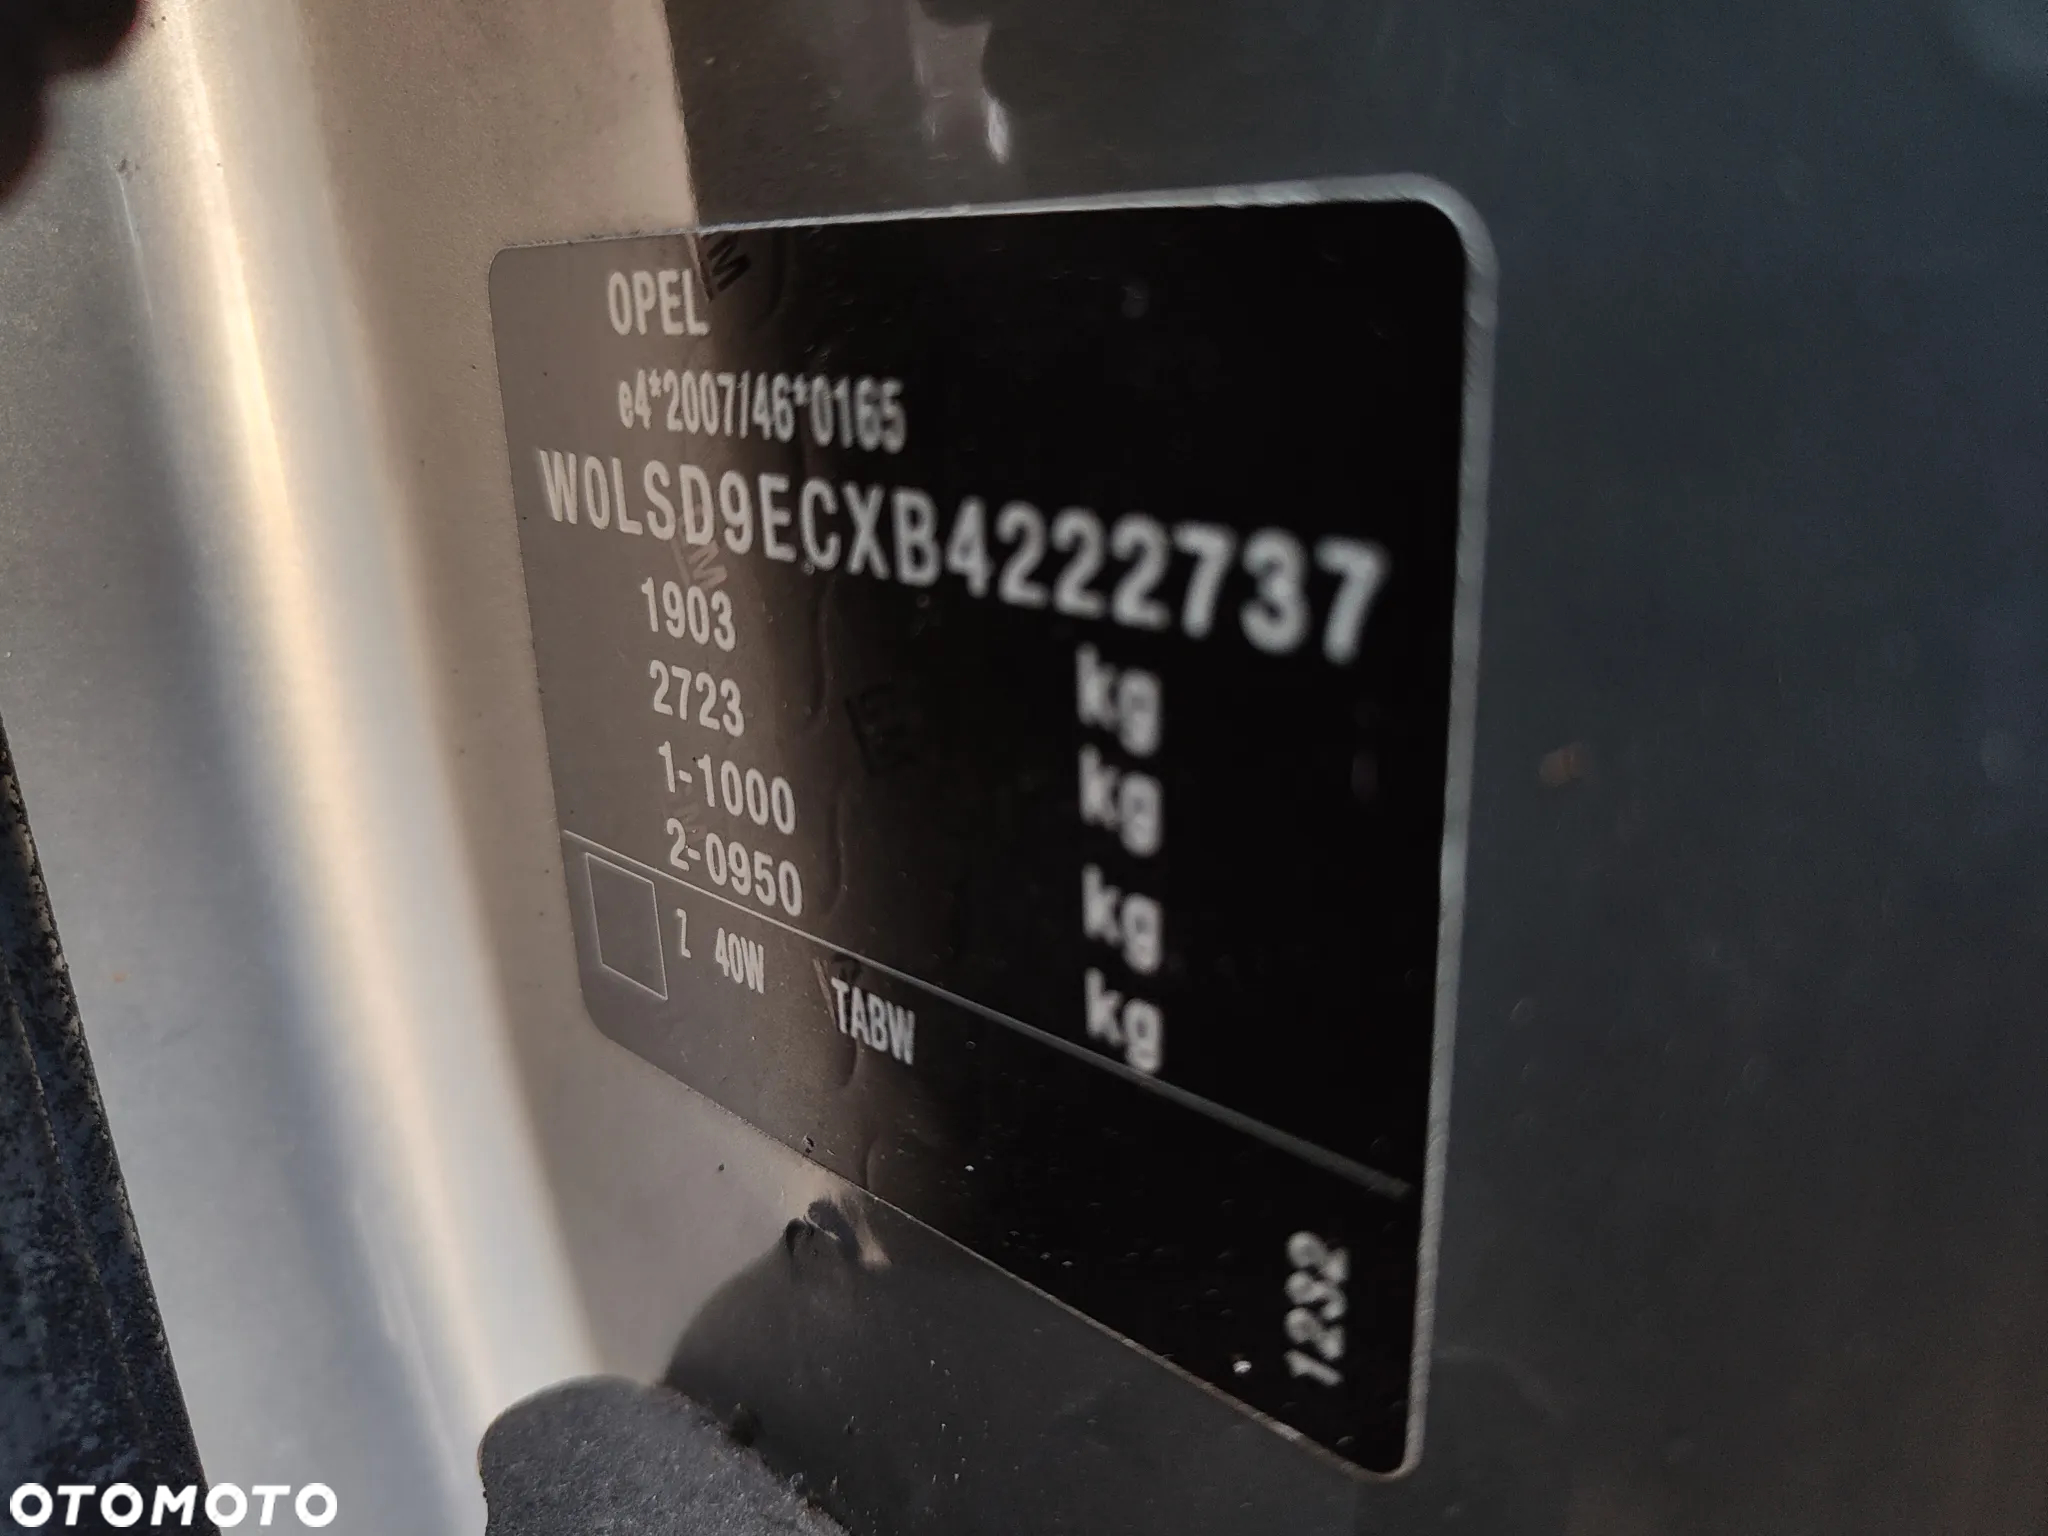 OPEL
e4*2007/46*0165
W0LSD9ECXB4222737
1903 kg
2723 kg
1-1000 kg
2-0950 kg
Z 40W TABW
1232
OTOMOTO